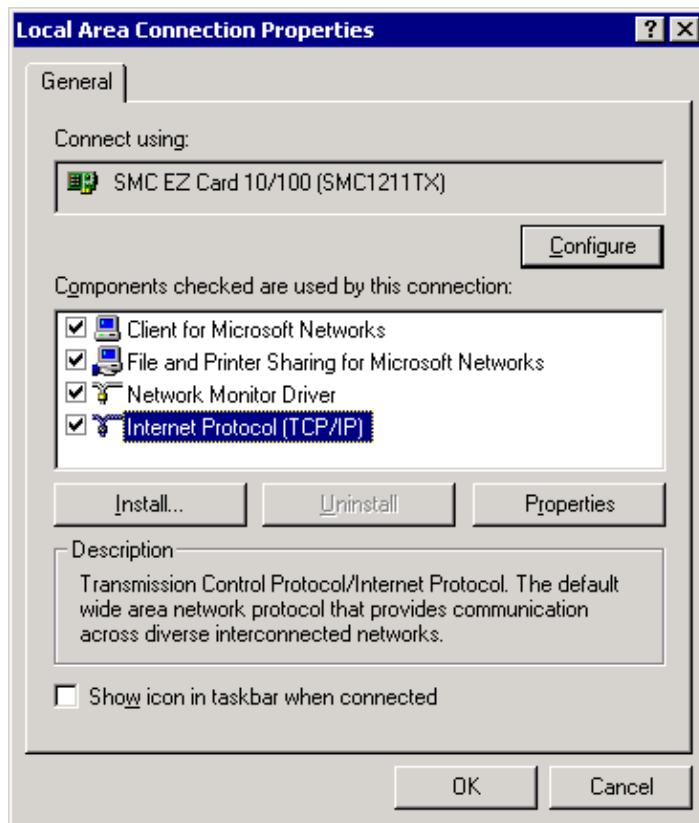 Local Area Connection Properties
General
Connect using:
SMC EZ Card 10/100 (SMC1211TX)
Configure
Components checked are used by this connection:
Client for Microsoft Networks
File and Printer Sharing for Microsoft Networks
Network Monitor Driver
Internet Protocol (TCP/IP)
Install... Uninstall Properties
Description
Transmission Control Protocol/Internet Protocol. The default
wide area network protocol that provides communication
across diverse interconnected networks.
Show icon in taskbar when connected
OK Cancel